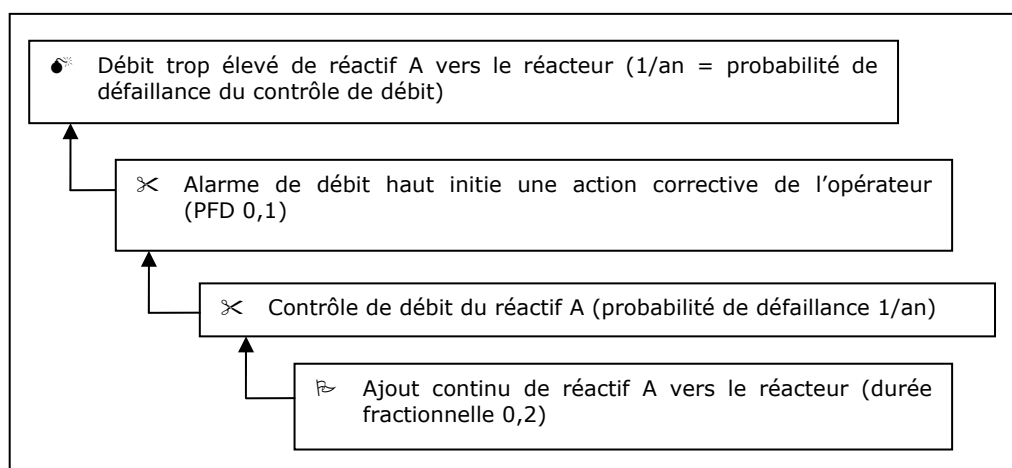 Débit trop élevé de réactif A vers le réacteur (1/an = probabilité de
défaillance du contrôle de débit)
Alarme de débit haut initie une action corrective de l’opérateur
(PFD 0,1)
Contrôle de débit du réactif A (probabilité de défaillance 1/an)
Ajout continu de réactif A vers le réacteur (durée
fractionnelle 0,2)